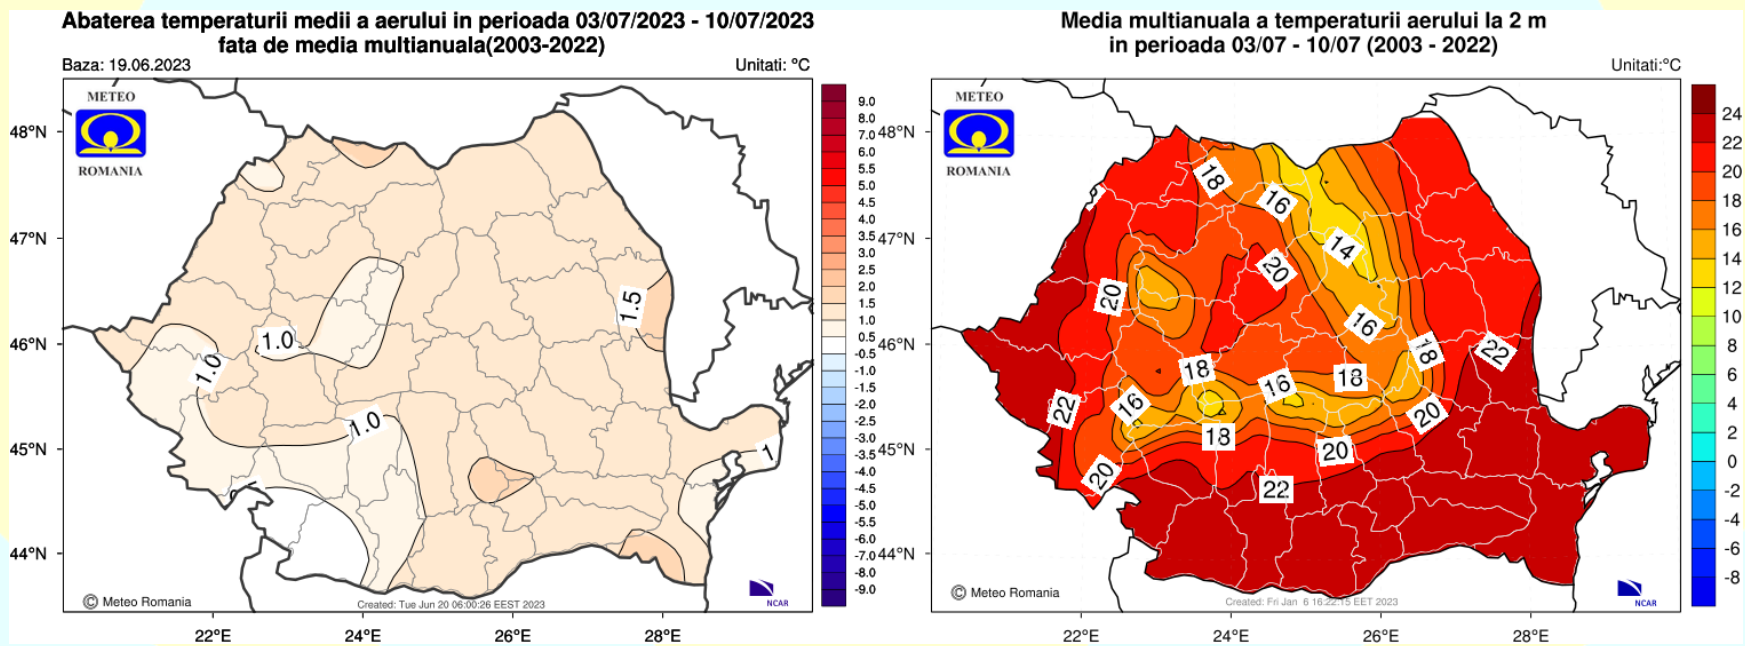 Abaterea temperaturii medii a aerului in perioada 03/07/2023 - 10/07/2023
fata de media multianuala(2003-2022)
Baza: 19.06.2023
Unitati: °C
METEO
ROMANIA
48°N
47°N
46°N
45°N
44°N
22°E
24°E
26°E
28°E
1.5
1.0
1.0
1.0
1
9.0
8.0
7.0
6.0
5.5
5.0
4.5
4.0
3.5
3.0
2.5
2.0
1.5
1.0
0.5
-0.5
-1.0
-1.5
-2.0
-2.5
-3.0
-3.5
-4.0
-4.5
-5.0
-5.5
-6.0
-7.0
-8.0
-9.0
© Meteo Romania
Created: Tue Jun 20 06:00:26 EEST 2023
NCAR
Media multianuala a temperaturii aerului la 2 m
in perioada 03/07 - 10/07 (2003 - 2022)
Unitati:°C
METEO
ROMANIA
48°N
47°N
46°N
45°N
44°N
22°E
24°E
26°E
28°E
18
16
14
20
20
16
18
22
18
16
18
16
22
20
18
20
20
22
24
22
20
18
16
14
12
10
8
6
4
2
0
-2
-4
-6
-8
© Meteo Romania
Created: Fri Jan 6 16:22:15 EET 2023
NCAR